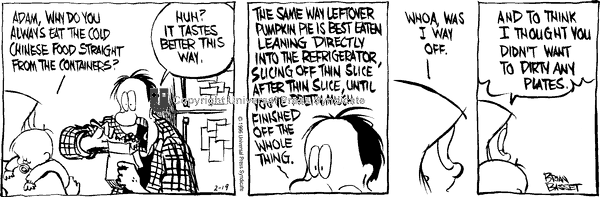 ADAM, WHY DO YOU
ALWAYS EAT THE COLD
CHINESE FOOD STRAIGHT
FROM THE CONTAINERS?
HUH?
IT TASTES
BETTER THIS
WAY.
2-19
© 1996 Universal Press Syndicate
THE SAME WAY LEFTOVER
PUMPKIN PIE IS BEST EATEN
LEANING DIRECTLY
INTO THE REFRIGERATOR,
SLICING OFF THIN SLICE
AFTER THIN SLICE, UNTIL
FINISHED
OFF THE
WHOLE
THING.
Copyright Universal Press Syndicate
WHOA, WAS
I WAY
OFF.
AND TO THINK
I THOUGHT YOU
DIDN'T WANT
TO DIRTY ANY
PLATES.
BRIAN
BASSET